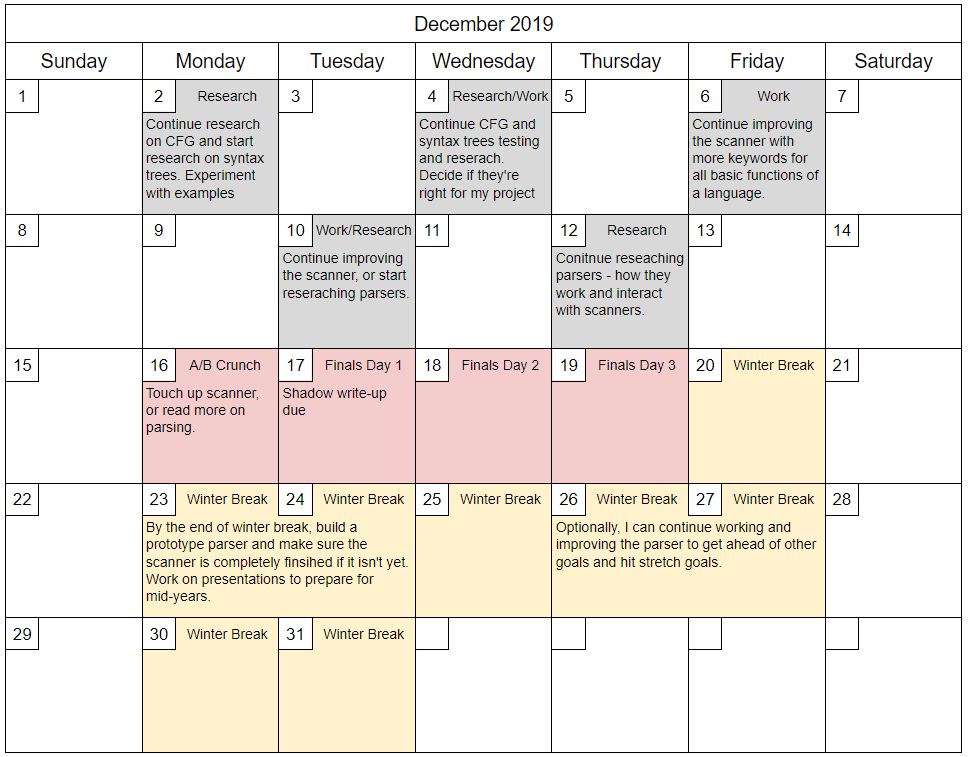 December 2019
Sunday Monday Tuesday Wednesday Thursday Friday Saturday
1
2 Research
Continue research
on CFG and start
research on syntax
trees. Experiment
with examples
3
4 Research/Work
Continue CFG and
syntax trees testing
and reserach.
Decide if they're
right for my project
5
6 Work
Continue improving
the scanner with
more keywords for
all basic functions of
a language.
7
8
9
10 Work/Research
Continue improving
the scanner, or start
reseraching parsers.
11
12 Research
Conitnue reseaching
parsers - how they
work and interact
with scanners.
13
14
15
16 A/B Crunch
Touch up scanner,
or read more on
parsing.
17 Finals Day 1
Shadow write-up
due
18 Finals Day 2
19 Finals Day 3
20 Winter Break
21
22
23 Winter Break
24 Winter Break
By the end of winter break, build a
prototype parser and make sure the
scanner is completely finsihed if it isn't yet.
Work on presentations to prepare for
mid-years.
25 Winter Break
26 Winter Break
27 Winter Break
Optionally, I can continue working and
improving the parser to get ahead of other
goals and hit stretch goals.
28
29
30 Winter Break
31 Winter Break